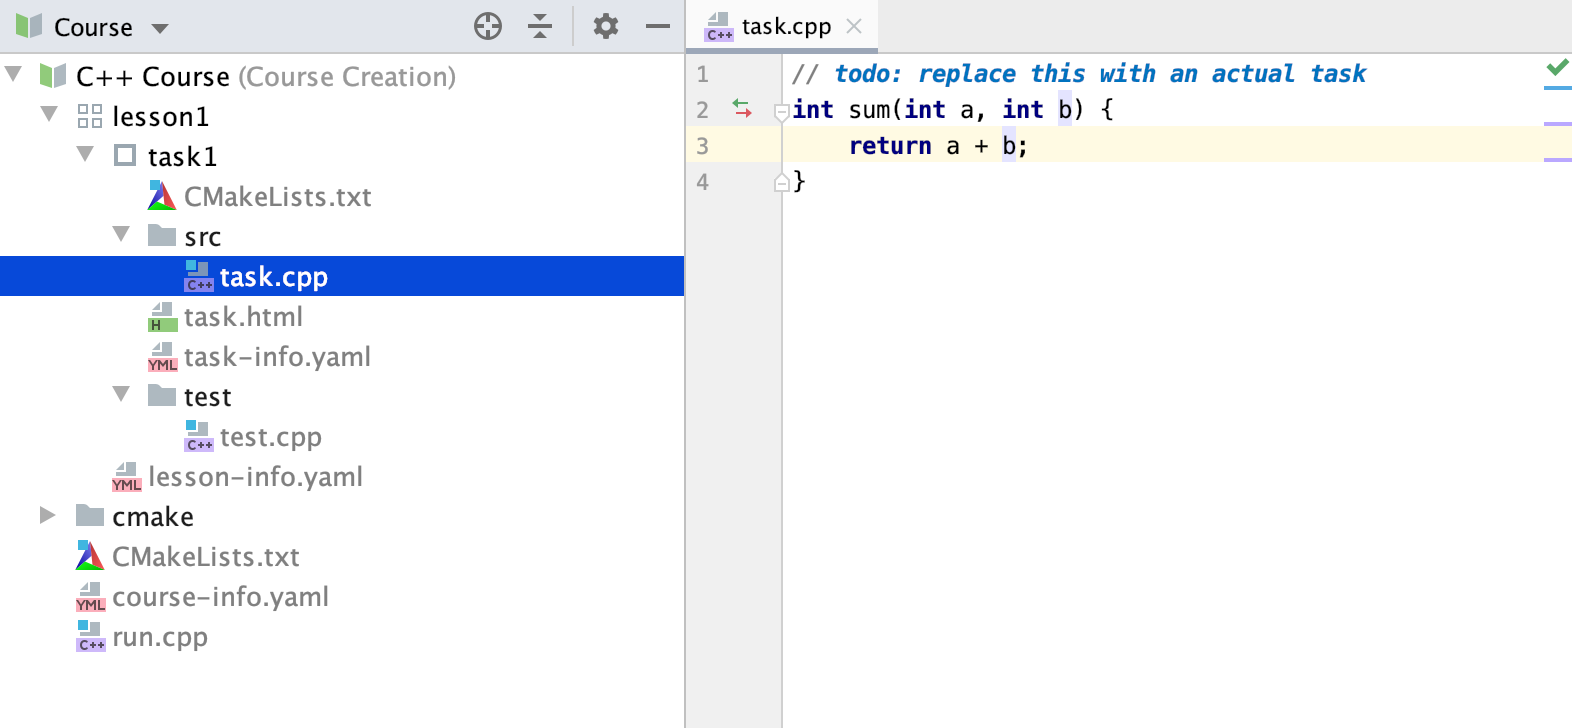 Course
C++ Course (Course Creation)
lesson1
task1
CMakeLists.txt
src
C++ task.cpp
H task.html
YML task-info.yaml
test
C++ test.cpp
YML lesson-info.yaml
cmake
CMakeLists.txt
YML course-info.yaml
C++ run.cpp
C++ task.cpp
1 // todo: replace this with an actual task
2 int sum(int a, int b) {
3 return a + b;
4 }